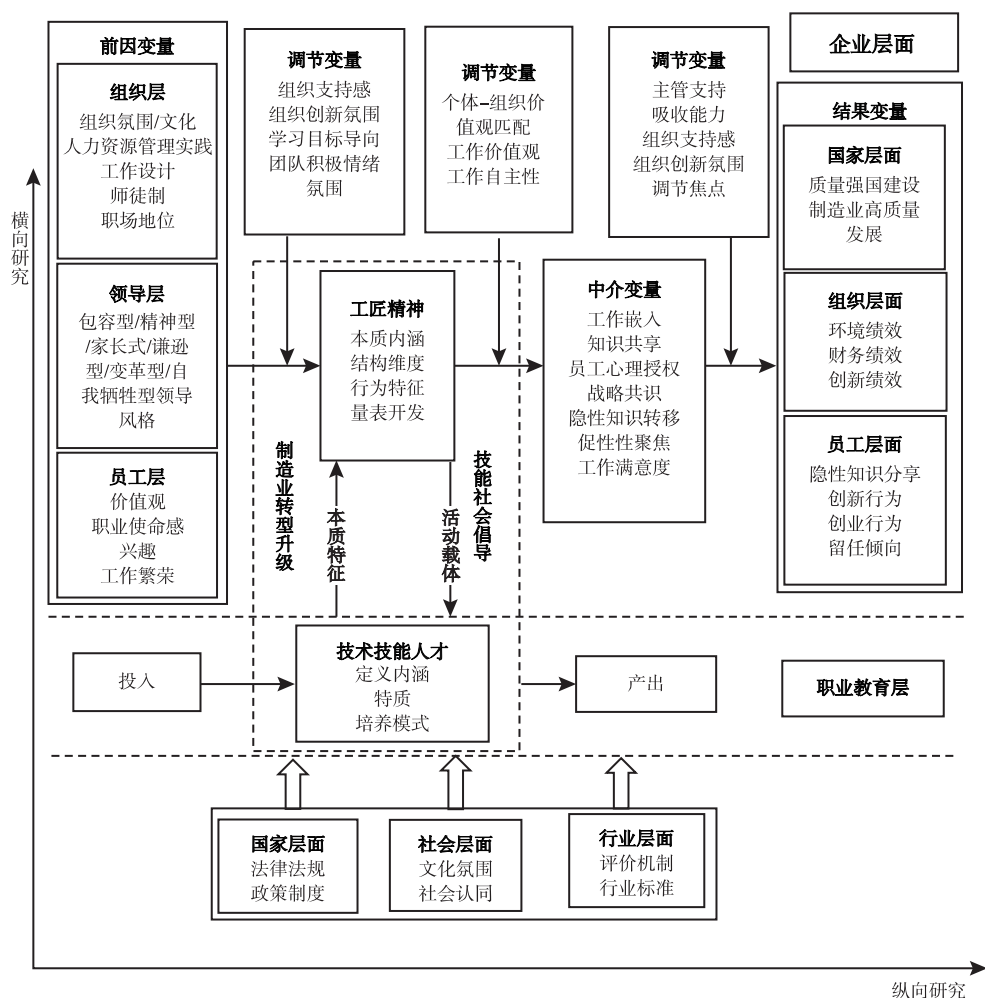 前因变量
组织层
组织氛围/文化
人力资源管理实践
工作设计
师徒制
职场地位
领导层
包容型/精神型
/家长式/谦逊
型/变革型/自
我牺牲型领导
风格
员工层
价值观
职业使命感
兴趣
工作繁荣
调节变量
组织支持感
组织创新氛围
学习目标导向
团队积极情绪
氛围
调节变量
个体–组织价
值观匹配
工作价值观
工作自主性
调节变量
主管支持
吸收能力
组织支持感
组织创新氛围
调节焦点
企业层面
结果变量
国家层面
质量强国建设
制造业高质量
发展
组织层面
环境绩效
财务绩效
创新绩效
员工层面
隐性知识分享
创新行为
创业行为
留任倾向
横向研究
工匠精神
本质内涵
结构维度
行为特征
量表开发
中介变量
工作嵌入
知识共享
员工心理授权
战略共识
隐性知识转移
促性性聚焦
工作满意度
制造业转型升级
本质特征
活动载体
技能社会倡导
投入
技术技能人才
定义内涵
特质
培养模式
产出
职业教育层
国家层面
法律法规
政策制度
社会层面
文化氛围
社会认同
行业层面
评价机制
行业标准
纵向研究